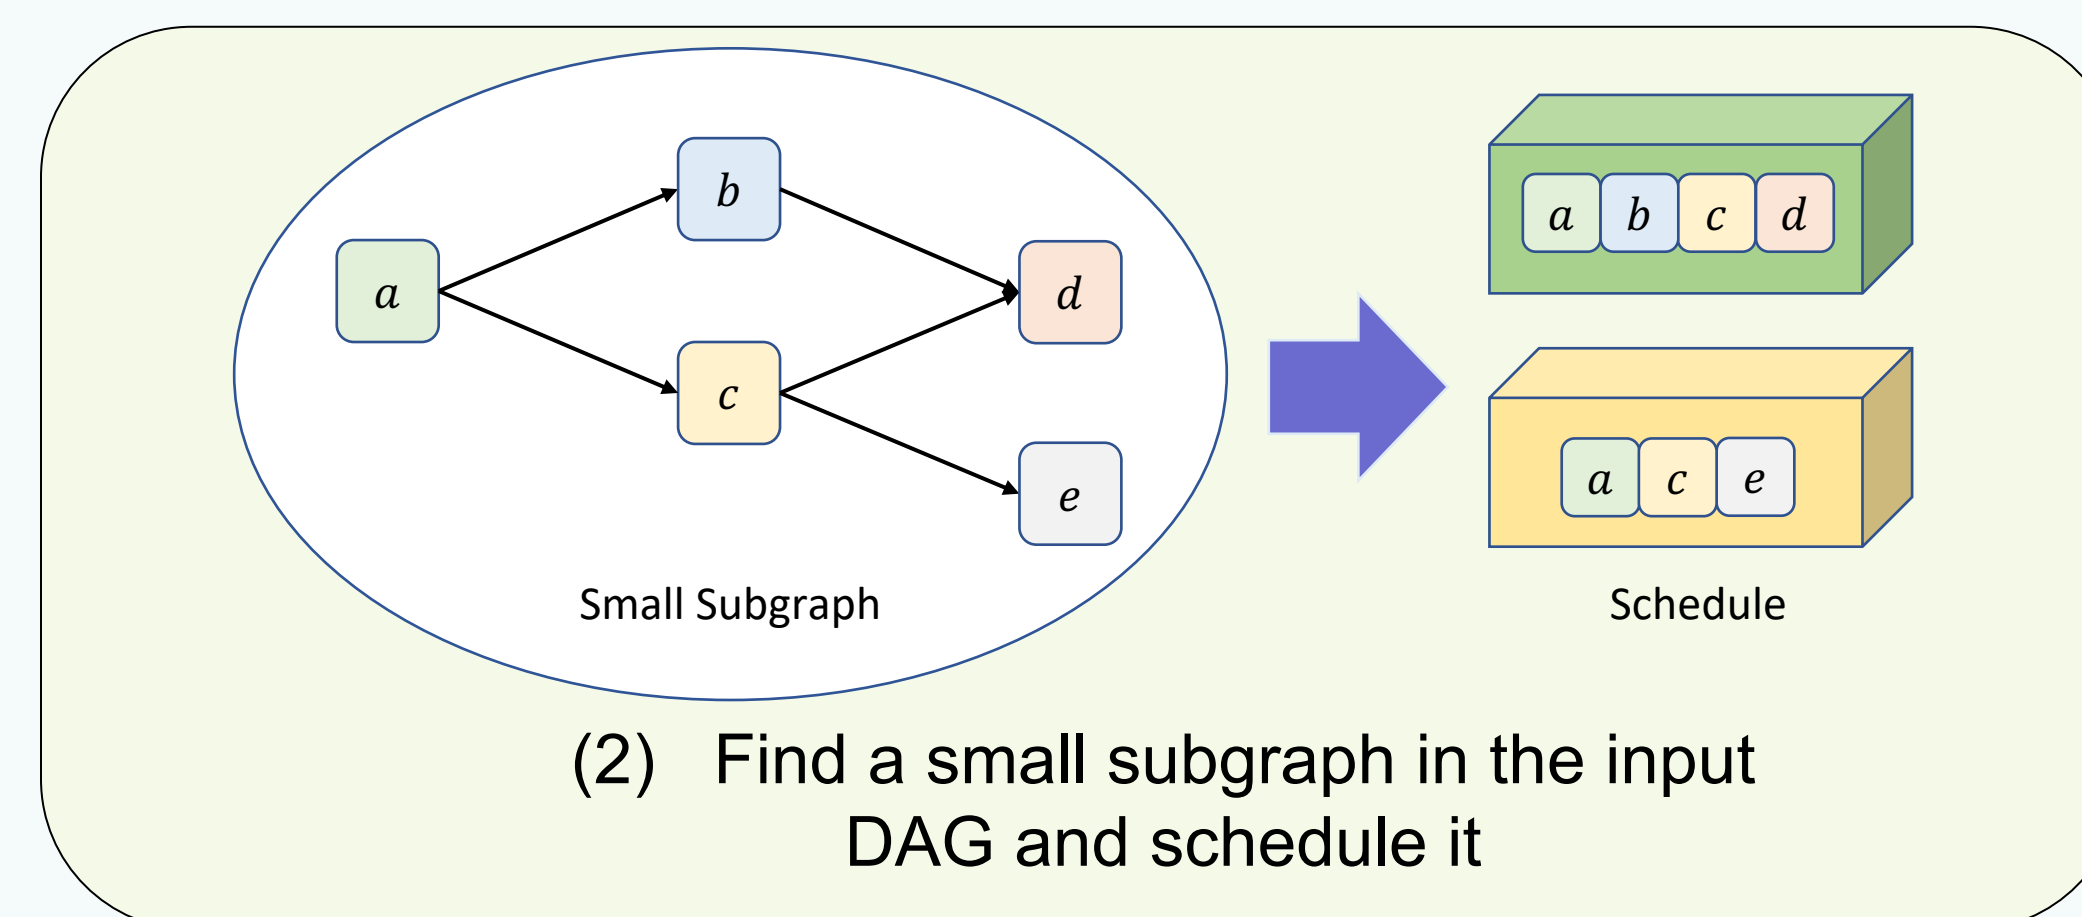 b
a
d
c
e
Small Subgraph
a b c d
a c e
Schedule
(2) Find a small subgraph in the input
DAG and schedule it